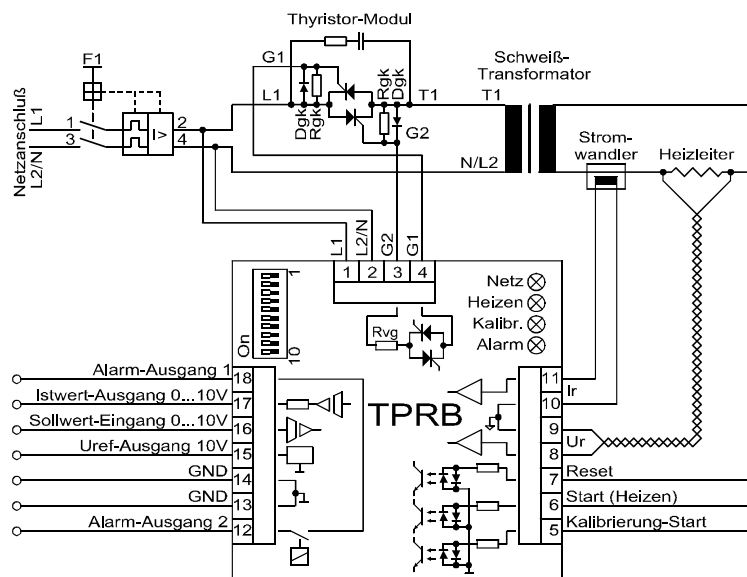 Thyristor-Modul
F1
G1
Schweiß-
Transformator
L1
T1
T1
Dgk
Rgk
Rgk
Dgk
G2
Netzanschluß
L1
L2/N
1
3
I>
2
4
N/L2
Strom-
wandler
Heizleiter
L1
L2/N
G2
G1
1
2
3
4
On
1
10
Netz
Heizen
Kalibr.
Alarm
Rvg
TPRB
Alarm-Ausgang 1
18
Istwert-Ausgang 0...10V
17
Sollwert-Eingang 0...10V
16
Uref-Ausgang 10V
15
GND
14
GND
13
Alarm-Ausgang 2
12
11
Ir
10
9
Ur
8
7
Reset
6
Start (Heizen)
5
Kalibrierung-Start